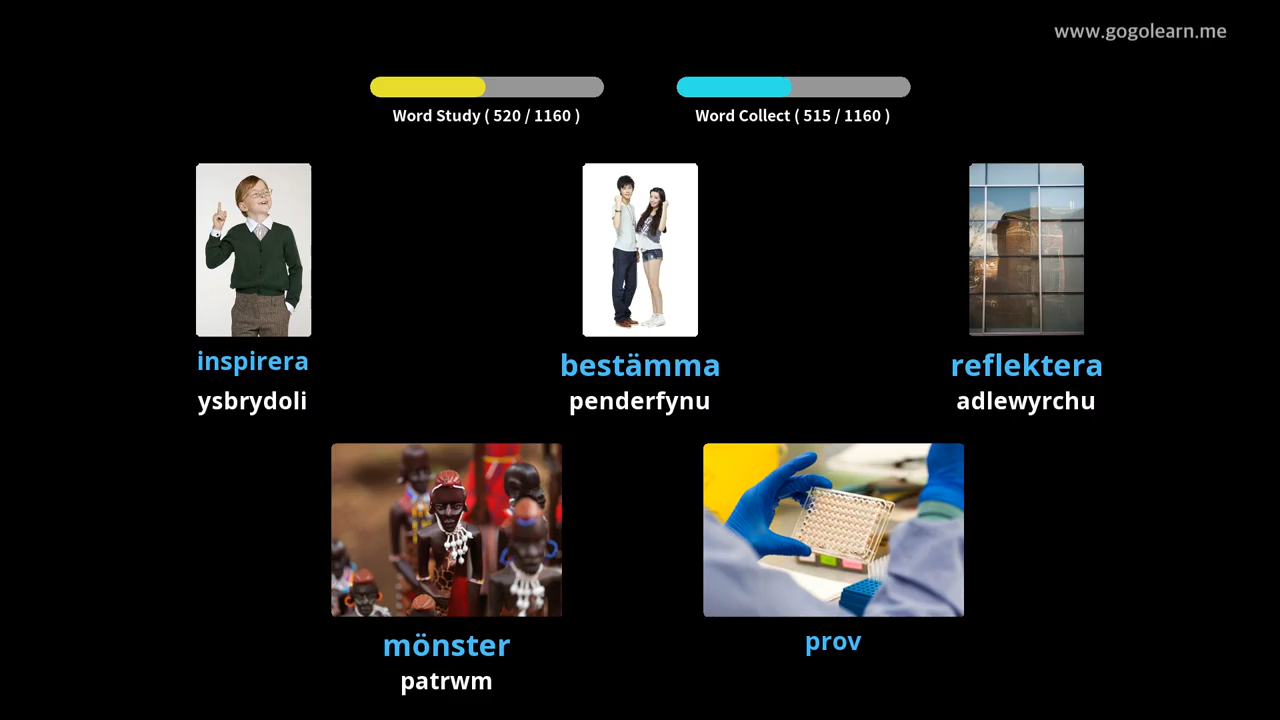 www.gogolearn.me
Word Study ( 520 / 1160 )
Word Collect ( 515 / 1160 )
inspirera
ysbrydoli
bestämma
penderfynu
reflektera
adlewyrchu
mönster
patrwm
prov